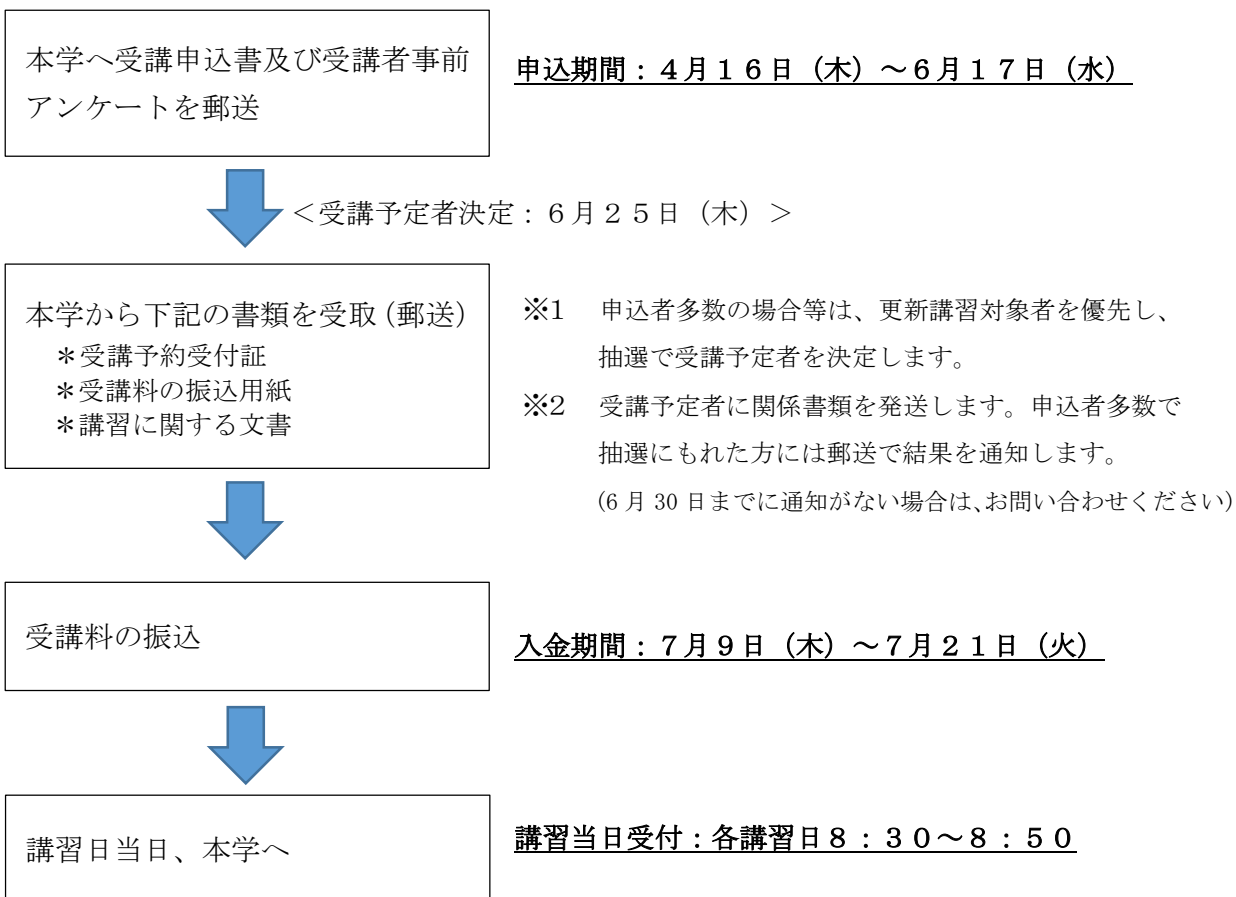 本学へ受講申込書及び受講者事前
アンケートを郵送
申込期間：４月１６日（木）～６月１７日（水）
＜受講予定者決定：６月２５日（木）＞
本学から下記の書類を受取（郵送）
＊受講予約受付証
＊受講料の振込用紙
＊講習に関する文書
※1　申込者多数の場合等は、更新講習対象者を優先し、
抽選で受講予定者を決定します。
※2　受講予定者に関係書類を発送します。申込者多数で
抽選にもれた方には郵送で結果を通知します。
(6 月 30 日までに通知がない場合は、お問い合わせください)
受講料の振込
入金期間：７月９日（木）～７月２１日（火）
講習日当日、本学へ
講習当日受付：各講習日８：３０～８：５０